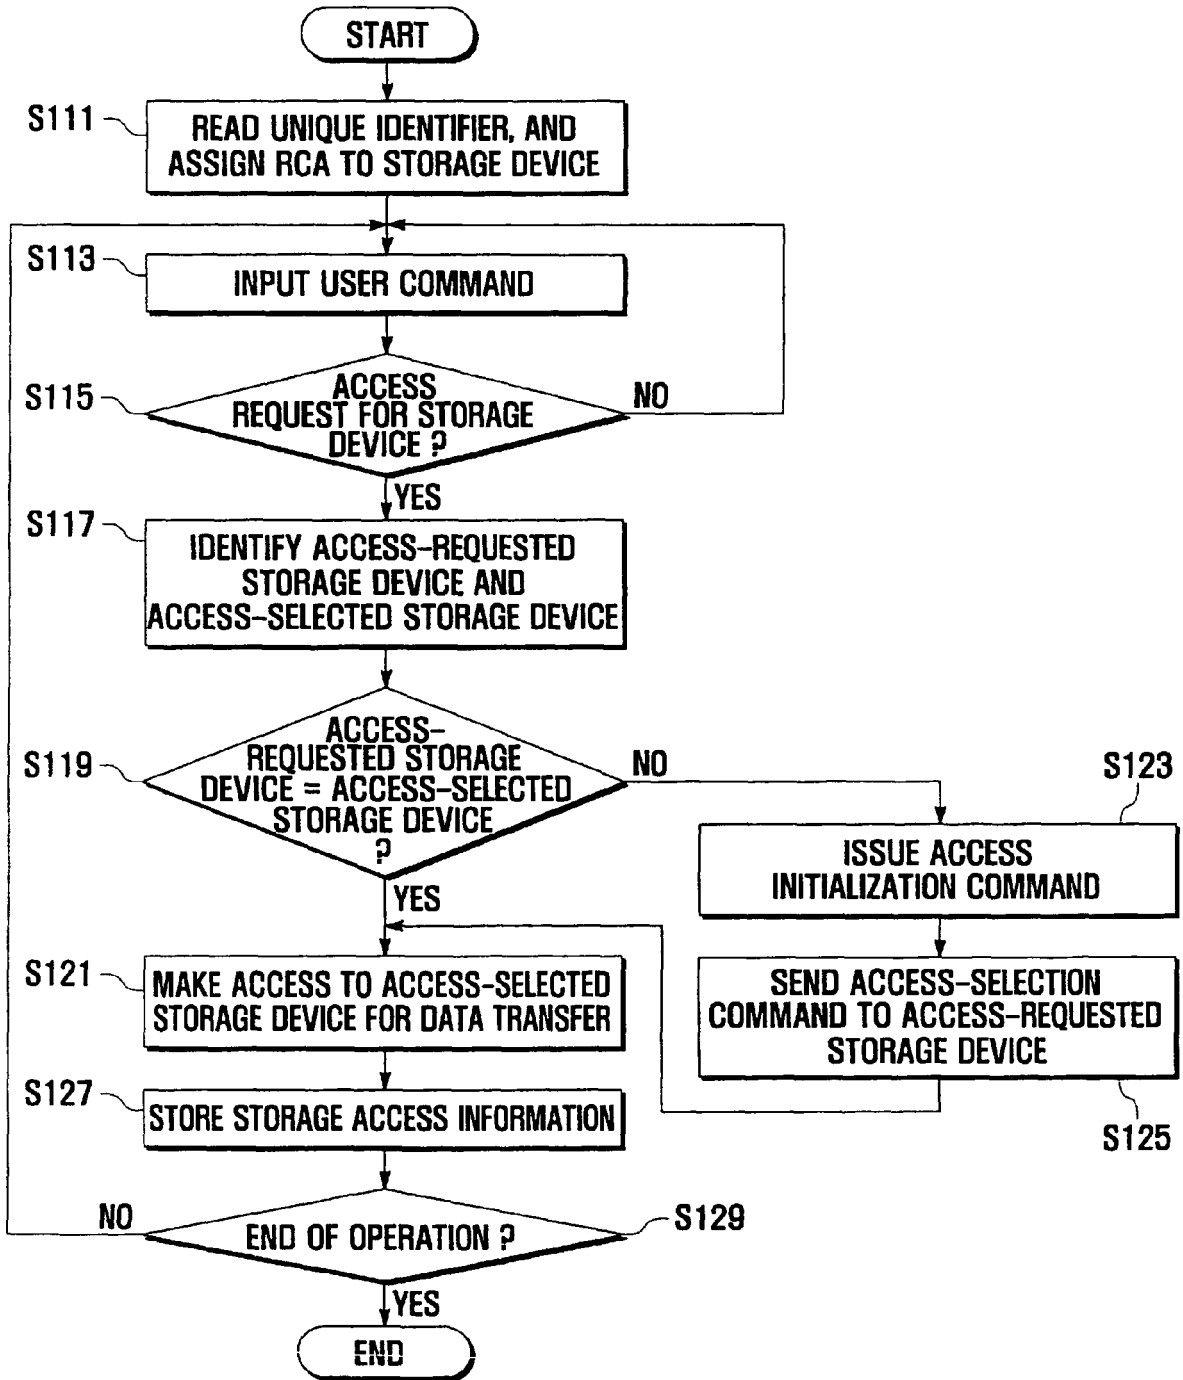 START
S111
READ UNIQUE IDENTIFIER, AND
ASSIGN RCA TO STORAGE DEVICE
S113
INPUT USER COMMAND
S115
ACCESS
REQUEST FOR STORAGE
DEVICE ?
NO
YES
S117
IDENTIFY ACCESS-REQUESTED
STORAGE DEVICE AND
ACCESS-SELECTED STORAGE DEVICE
S119
ACCESS-
REQUESTED STORAGE
DEVICE = ACCESS-SELECTED
STORAGE DEVICE
?
NO
YES
S123
ISSUE ACCESS
INITIALIZATION COMMAND
S121
MAKE ACCESS TO ACCESS-SELECTED
STORAGE DEVICE FOR DATA TRANSFER
SEND ACCESS-SELECTION
COMMAND TO ACCESS-REQUESTED
STORAGE DEVICE
S125
S127
STORE STORAGE ACCESS INFORMATION
NO
END OF OPERATION ?
S129
YES
END